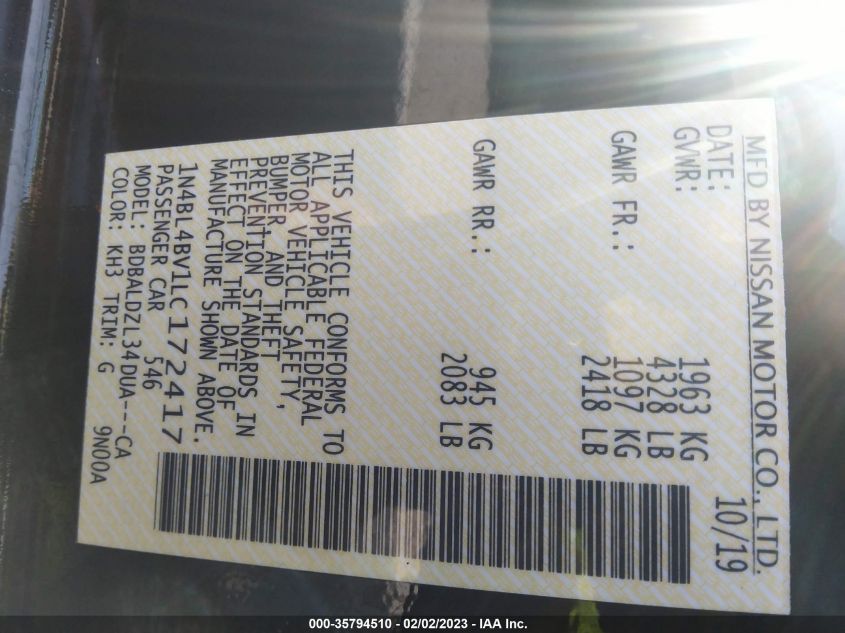 MFD BY NISSAN MOTOR CO., LTD.
DATE: 10/19
GVWR: 1963 KG
4328 LB
GAWR FR.: 1097 KG
2418 LB
GAWR RR.: 945 KG
2083 LB
THIS VEHICLE CONFORMS TO
ALL APPLICABLE FEDERAL
MOTOR VEHICLE SAFETY,
BUMPER, AND THEFT
PREVENTION STANDARDS IN
EFFECT ON THE DATE OF
MANUFACTURE SHOWN ABOVE.
1N4BL4BV1LC172417
PASSENGER CAR 546
MODEL: BDBALDZL34DUA---CA
COLOR: KH3 TRIM: G 9N00A
000-35794510 - 02/02/2023 - IAA Inc.